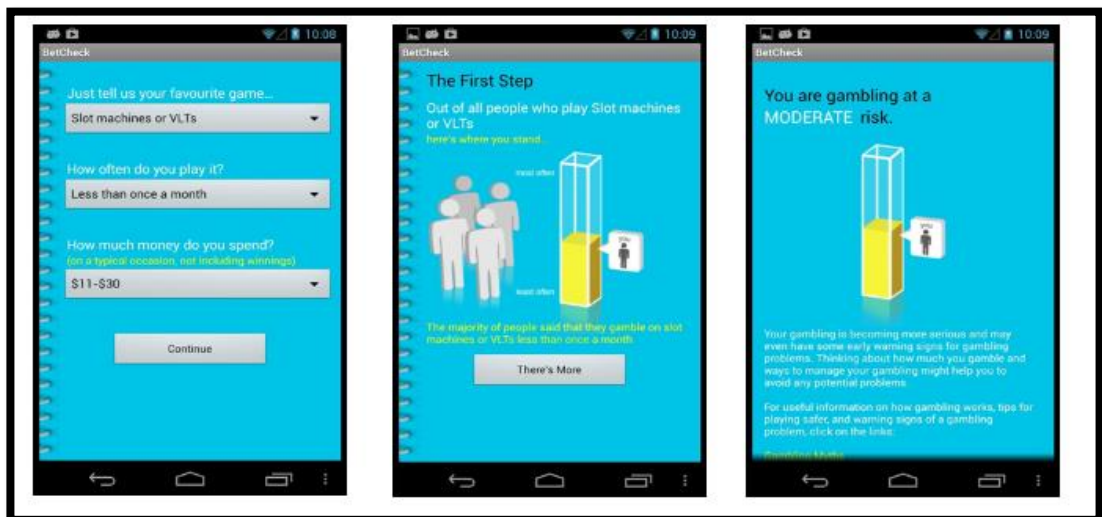 10:08
BetCheck
Just tell us your favourite game...
Slot machines or VLTs
How often do you play it?
Less than once a month
How much money do you spend?
(on a typical occasion, not including winnings)
$11-$30
Continue
10:09
BetCheck
The First Step
Out of all people who play Slot machines
or VLTs
here's where you stand...
most often
you
least often
The majority of people said that they gamble on slot
machines or VLTs less than once a month
There's More
10:09
BetCheck
You are gambling at a
MODERATE risk.
you
Your gambling is becoming more serious and may
even have some early warning signs for gambling
problems. Thinking about how much you gamble and
ways to manage your gambling might help you to
avoid any potential problems.
For useful information on how gambling works, tips for
playing safer, and warning signs of a gambling
problem, click on the links.
Gambling Myths